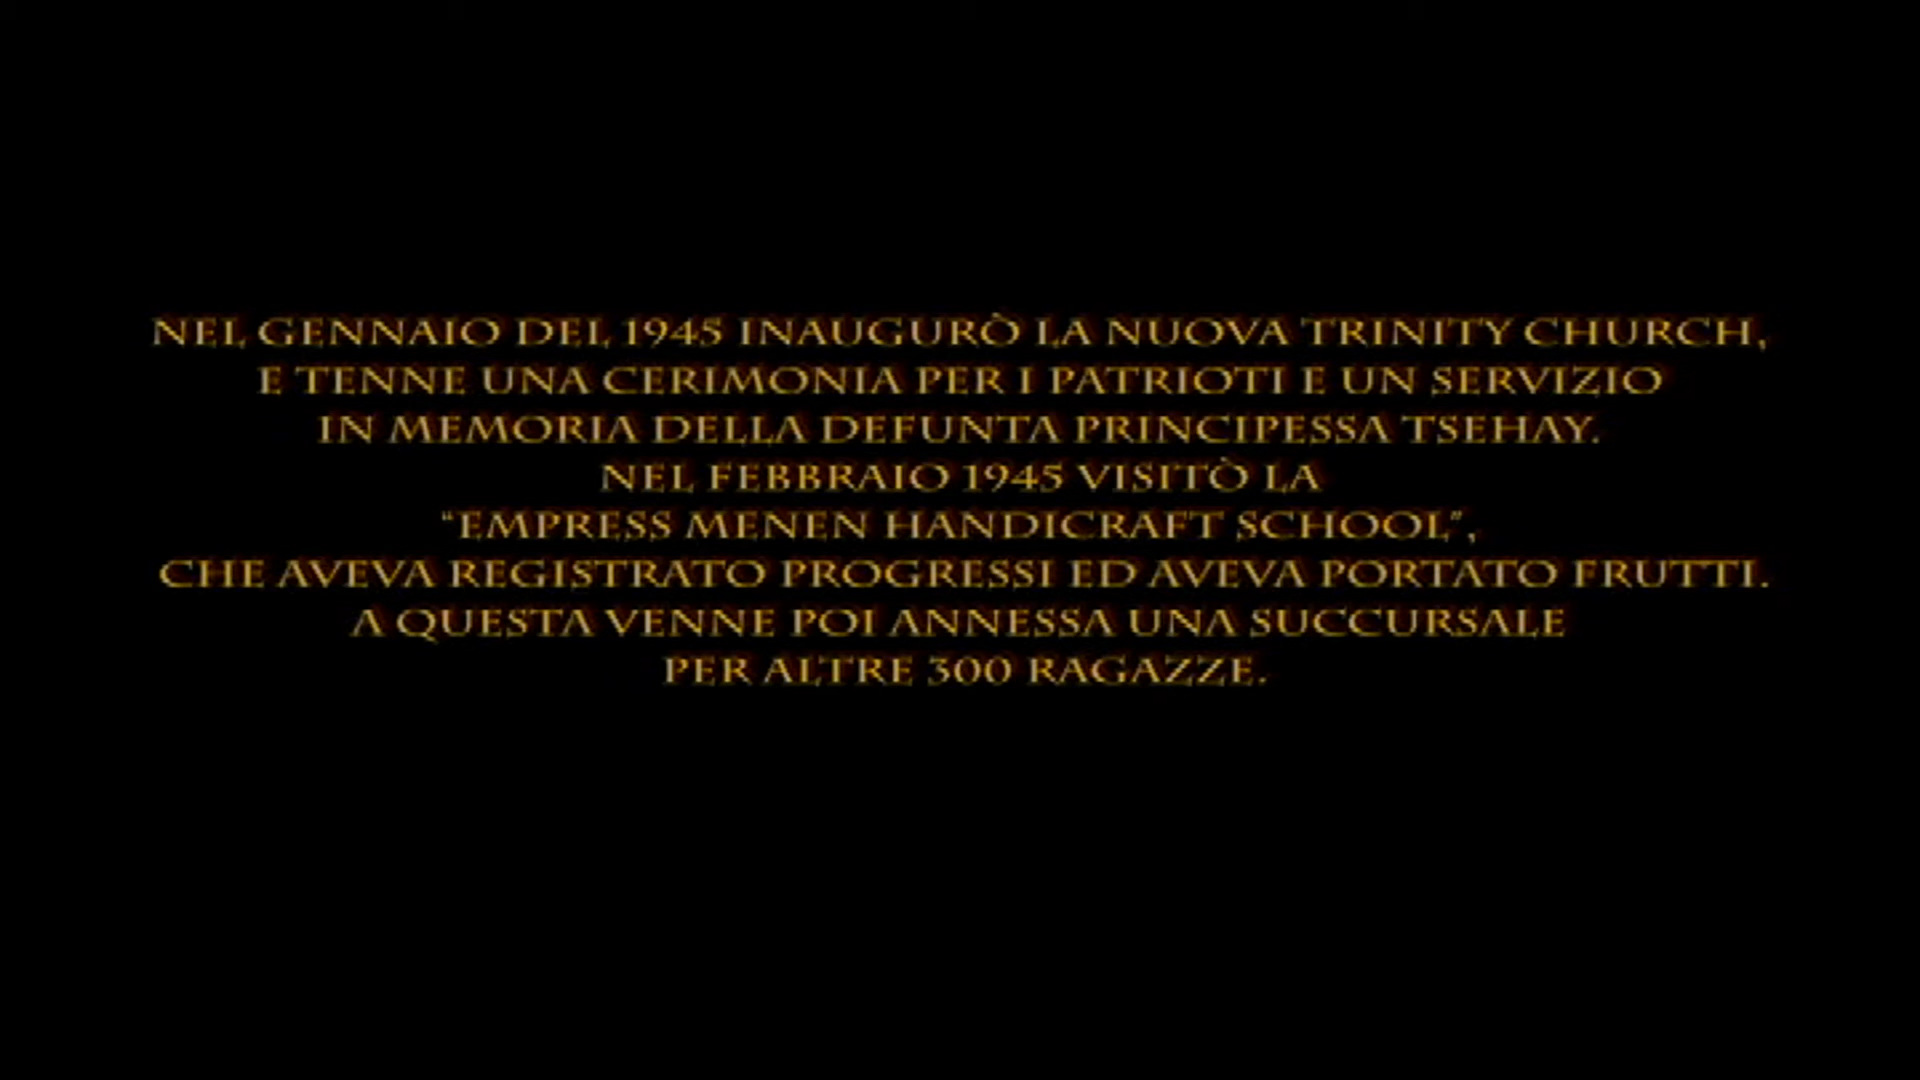 NEL GENNAIO DEL 1945 INAUGURÒ LA NUOVA TRINITY CHURCH,
E TENNE UNA CERIMONIA PER I PATRIOTI E UN SERVIZIO
IN MEMORIA DELLA DEFUNTA PRINCIPESSA TSEHAY.
NEL FEBBRAIO 1945 VISITÒ LA
“EMPRESS MENEN HANDICRAFT SCHOOL”,
CHE AVEVA REGISTRATO PROGRESSI ED AVEVA PORTATO FRUTTI.
A QUESTA VENNE POI ANNESSA UNA SUCCURSALE
PER ALTRE 300 RAGAZZE.